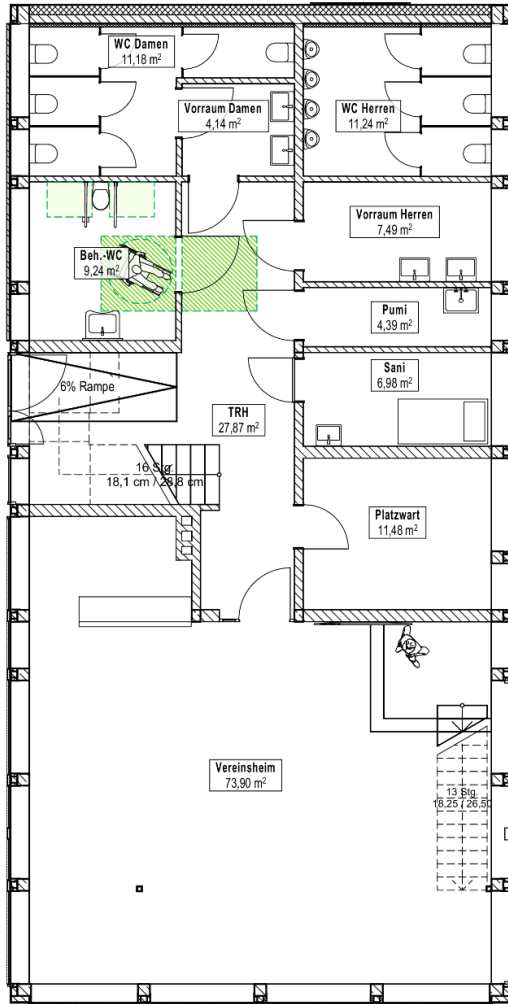 WC Damen
11,18 m²
Vorraum Damen
4,14 m²
WC Herren
11,24 m²
Vorraum Herren
7,49 m²
Beh.-WC
9,24 m²
Pumi
4,39 m²
Sani
6,98 m²
6% Rampe
TRH
27,87 m²
16 Stg.
18,1 cm / 28,8 cm
Platzwart
11,48 m²
Vereinsheim
73,90 m²
13 Stg.
18,25 / 26,50